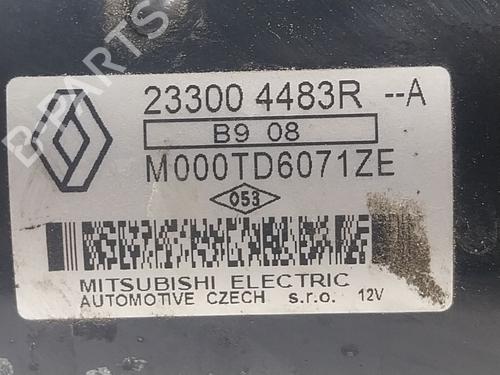 23300 4483R --A
B9 08
M000TD6071ZE
053
MITSUBISHI ELECTRIC
AUTOMOTIVE CZECH s.r.o. 12V